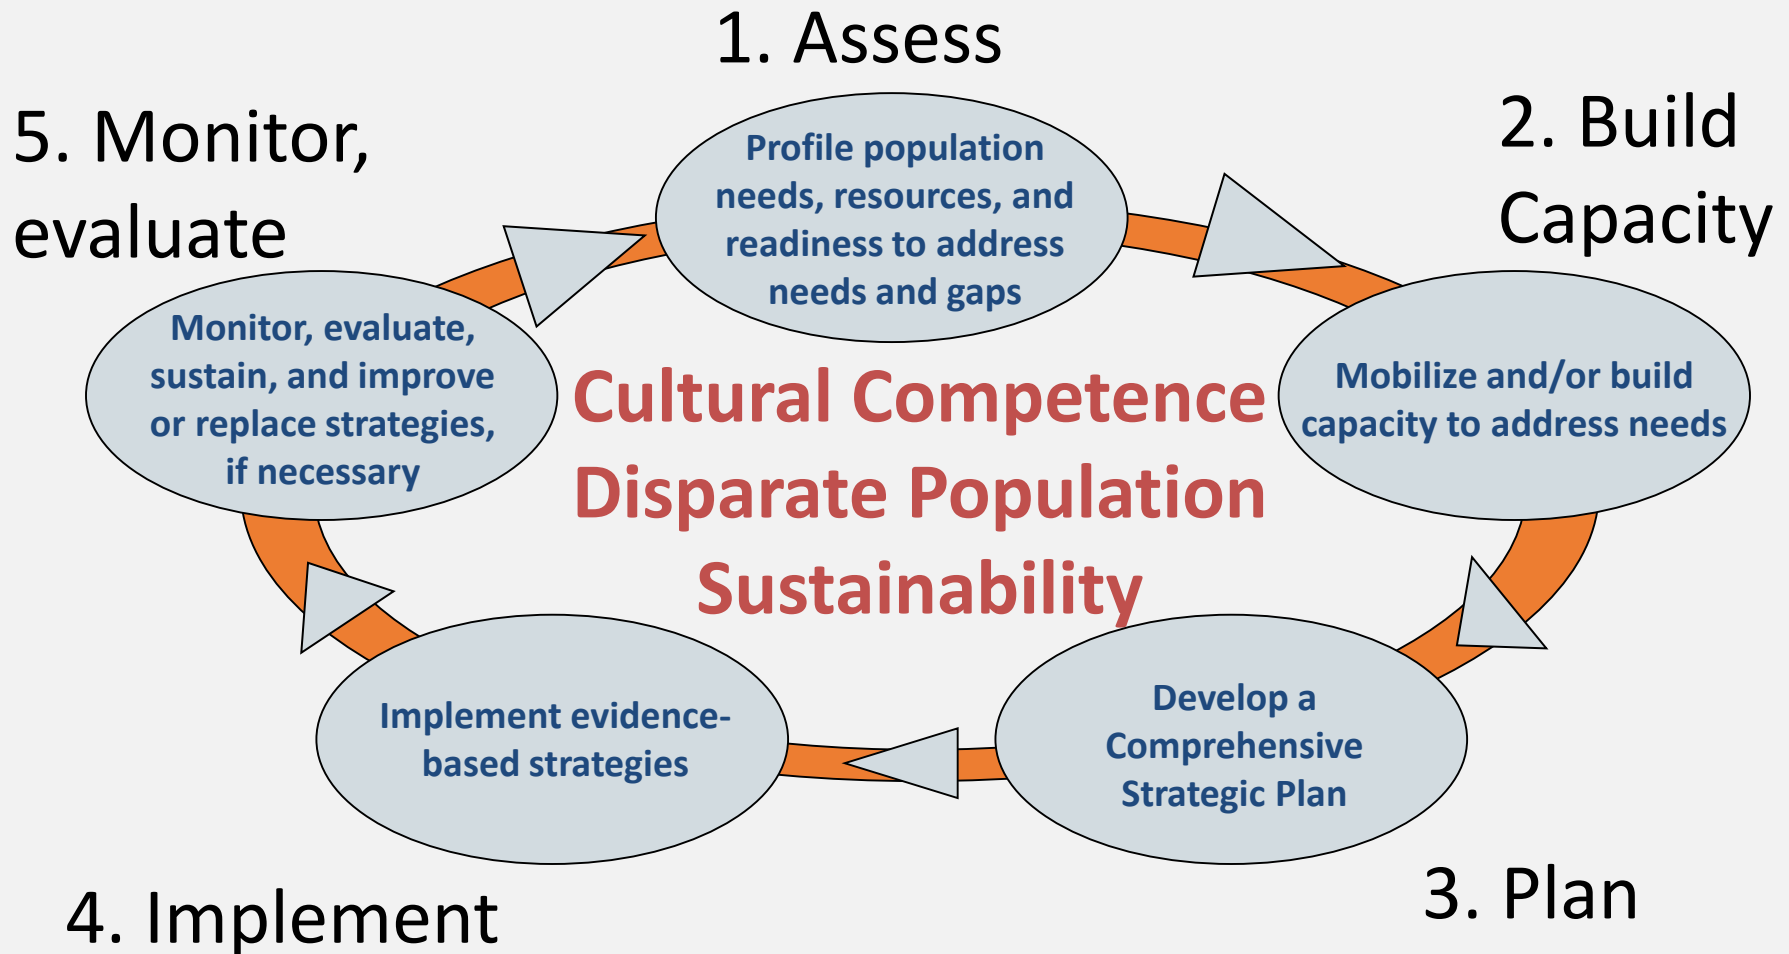 1. Assess
Profile population
needs, resources, and
readiness to address
needs and gaps
2. Build
Capacity
Mobilize and/or build
capacity to address needs
3. Plan
Develop a
Comprehensive
Strategic Plan
4. Implement
Implement evidence-
based strategies
5. Monitor,
evaluate
Monitor, evaluate,
sustain, and improve
or replace strategies,
if necessary
Cultural Competence
Disparate Population
Sustainability